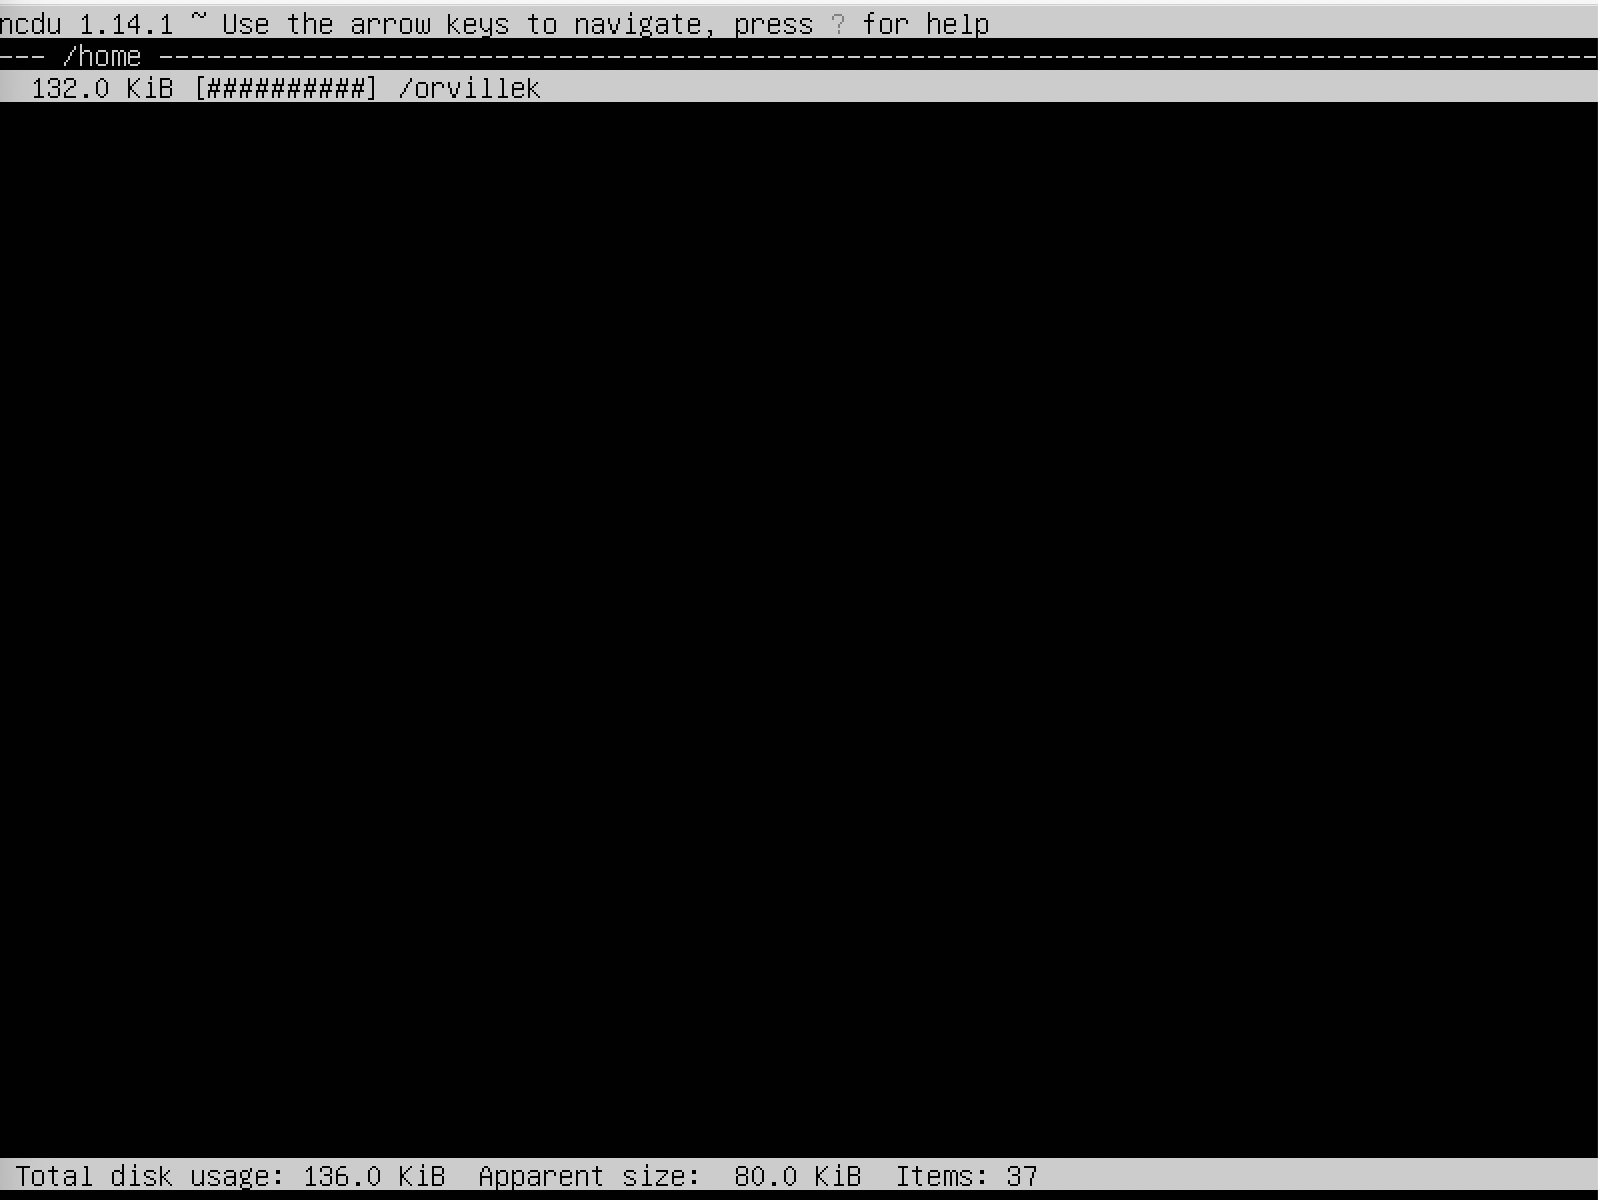 ncdu 1.14.1 ~ Use the arrow keys to navigate, press ? for help
--- /home ------------------------------------------------------------------------------------------
132.0 KiB [##########] /orvillek
Total disk usage: 136.0 KiB  Apparent size:  80.0 KiB  Items: 37